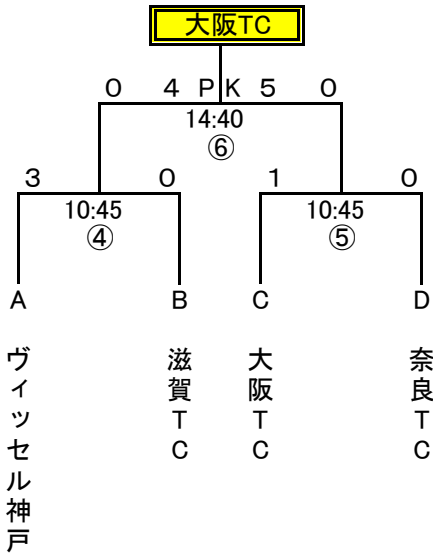 大阪TC
０ ４ ＰＫ ５ ０
14:40
⑥
３ ０ １ ０
10:45 10:45
④ ⑤
A B C D
ヴィッセル神戸
滋賀ＴＣ
大阪ＴＣ
奈良ＴＣ